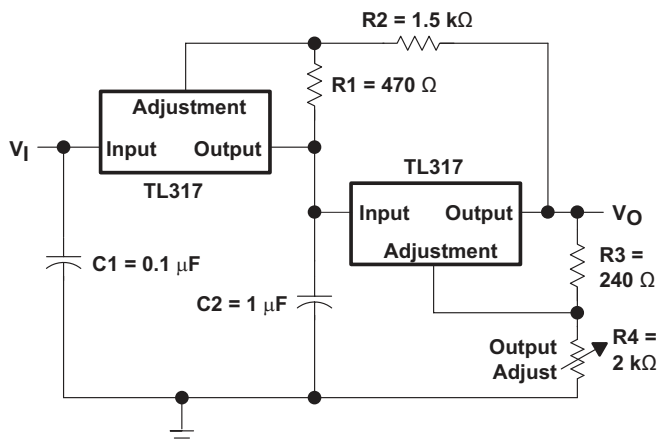 R2 = 1.5 kΩ
R1 = 470 Ω
Adjustment
VI
Input
Output
TL317
TL317
Input
Output
VO
Adjustment
C1 = 0.1 μF
R3 =
240 Ω
C2 = 1 μF
Output
Adjust
R4 =
2 kΩ